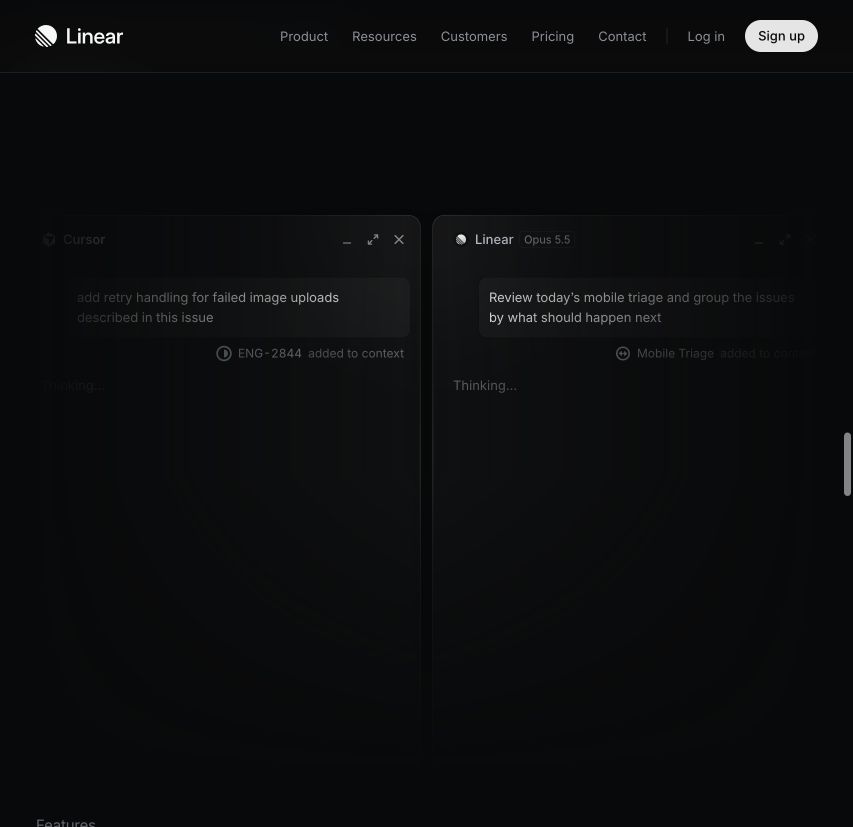 Linear
Product Resources Customers Pricing Contact Log in Sign up
Cursor
add retry handling for failed image uploads
described in this issue
ENG-2844 added to context
Thinking...
Linear Opus 5.5
Review today's mobile triage and group the issues
by what should happen next
Mobile Triage added to context
Thinking...
Features